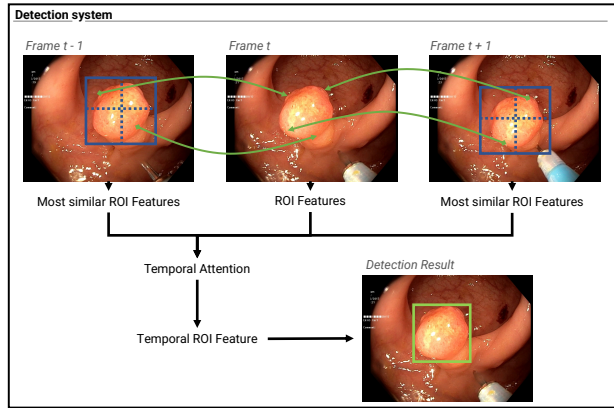 Detection system
Frame t - 1
Frame t
Frame t + 1
Most similar ROI Features
ROI Features
Most similar ROI Features
Temporal Attention
Detection Result
Temporal ROI Feature